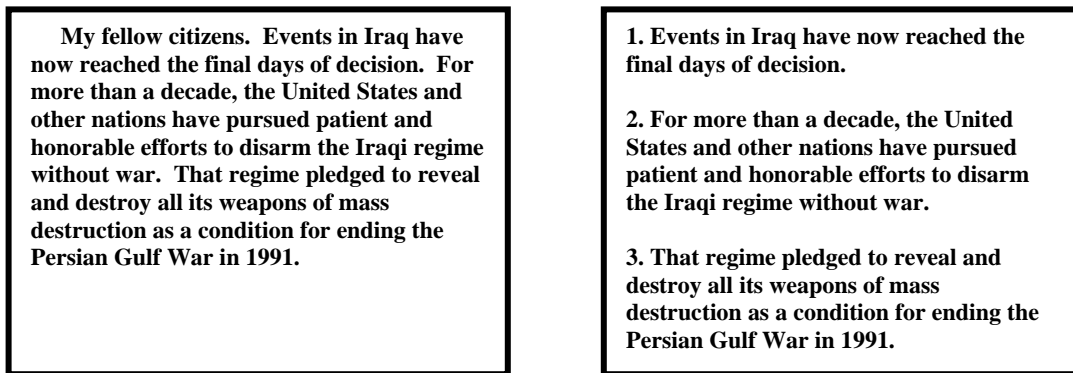 My fellow citizens. Events in Iraq have
now reached the final days of decision. For
more than a decade, the United States and
other nations have pursued patient and
honorable efforts to disarm the Iraqi regime
without war. That regime pledged to reveal
and destroy all its weapons of mass
destruction as a condition for ending the
Persian Gulf War in 1991.
1. Events in Iraq have now reached the
final days of decision.
2. For more than a decade, the United
States and other nations have pursued
patient and honorable efforts to disarm
the Iraqi regime without war.
3. That regime pledged to reveal and
destroy all its weapons of mass
destruction as a condition for ending the
Persian Gulf War in 1991.